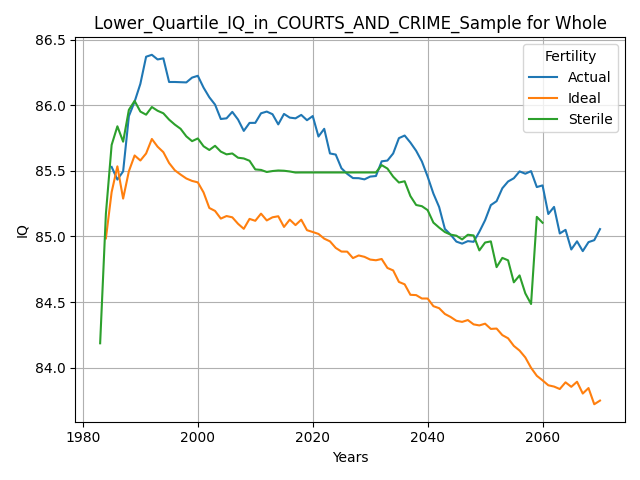 Lower_Quartile_IQ_in_COURTS_AND_CRIME_Sample for Whole
86.5
86.0
85.5
85.0
84.5
84.0
IQ
Fertility
Actual
Ideal
Sterile
1980
2000
2020
2040
2060
Years